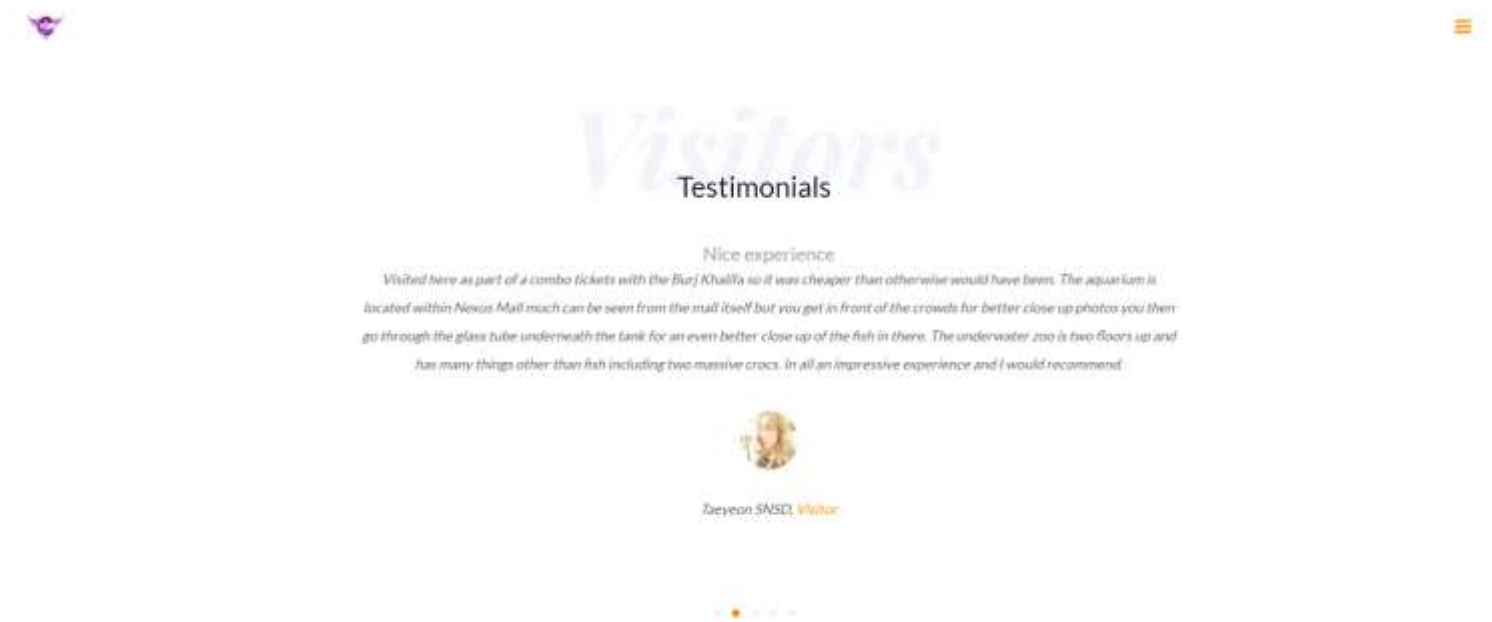 Visitors
Testimonials
Nice experience
Visited here as part of a combo tickets with the Burj Khalifa so it was cheaper than otherwise would have been. The aquarium is
located within Nexus Mall much can be seen from the mall itself but you get in front of the crowds for better close up photos you then
go through the glass tube underneath the tank for an even better close up of the fish in there. The underwater zoo is two floors up and
has many things other than fish including two massive crocs. In all an impressive experience and I would recommend.
Taeyeon SNSD, Visitor